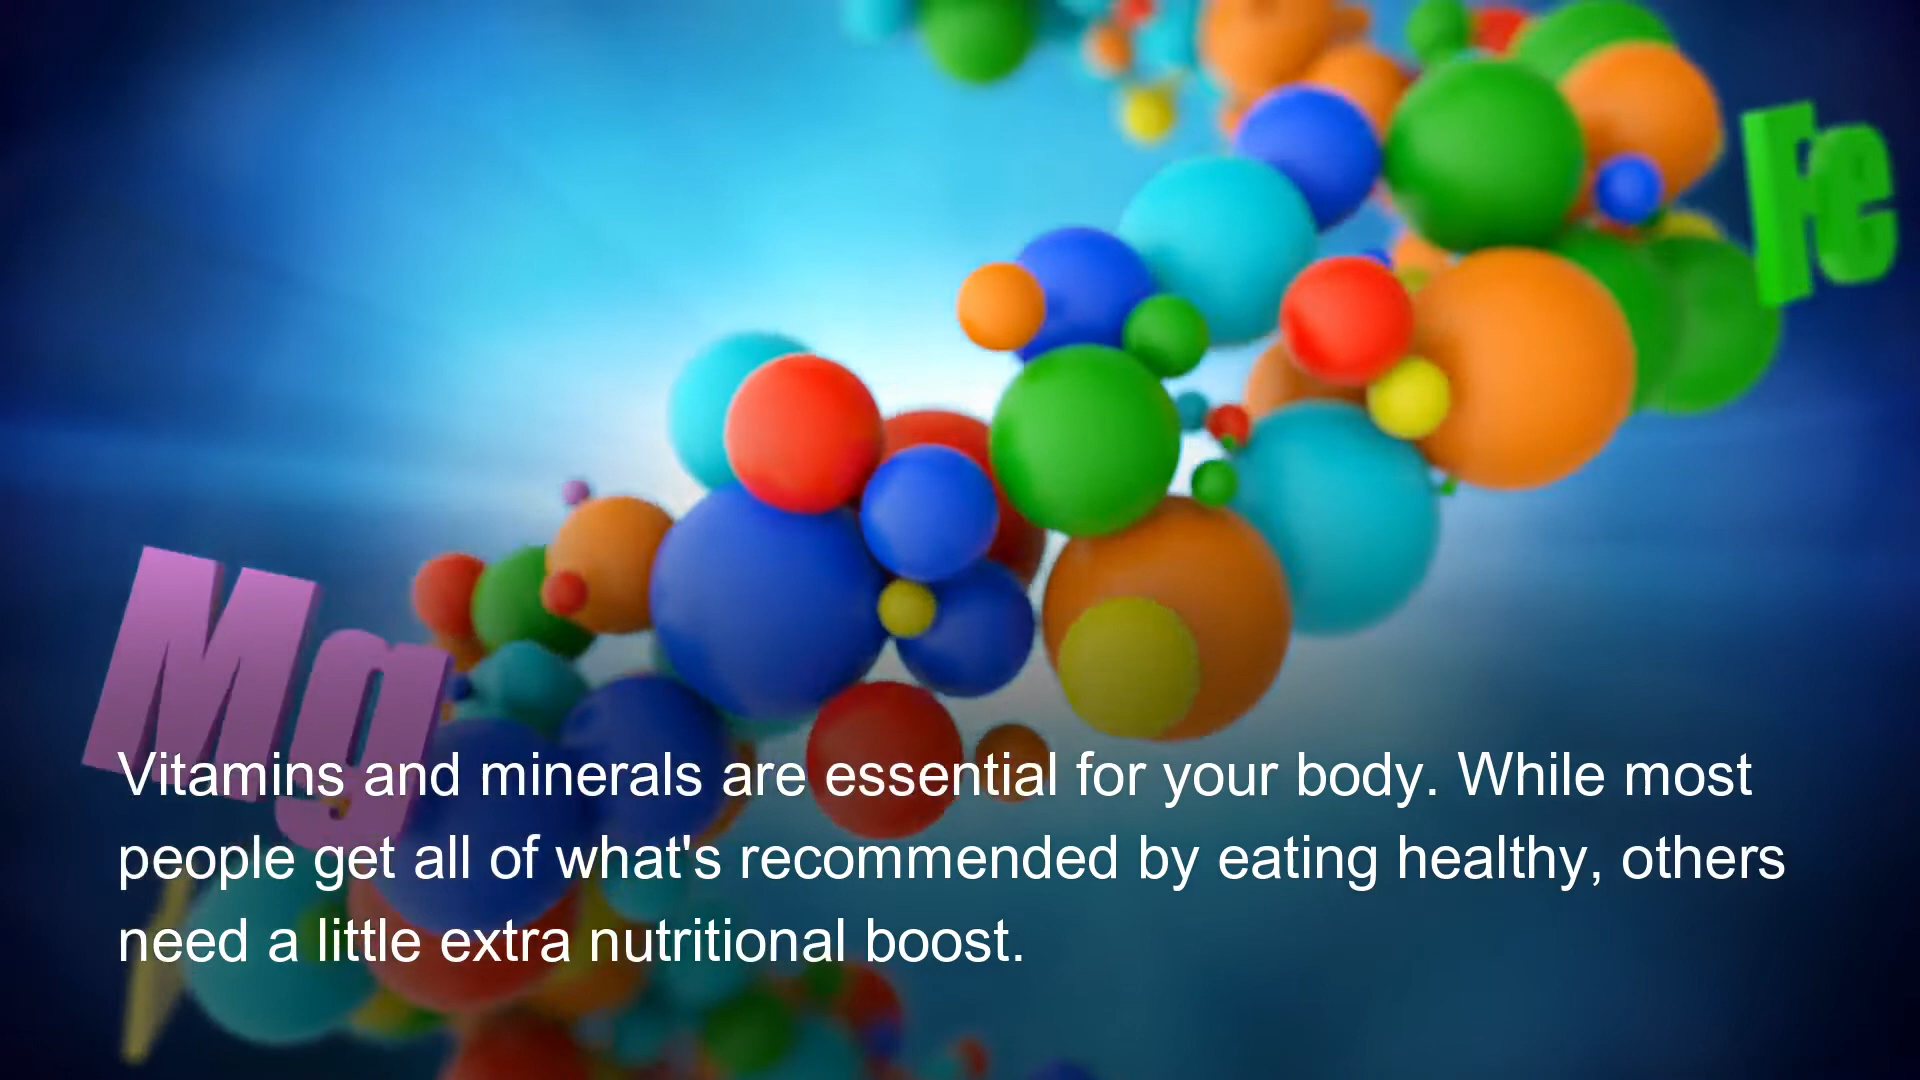 Fe
Mg
Vitamins and minerals are essential for your body. While most
people get all of what's recommended by eating healthy, others
need a little extra nutritional boost.